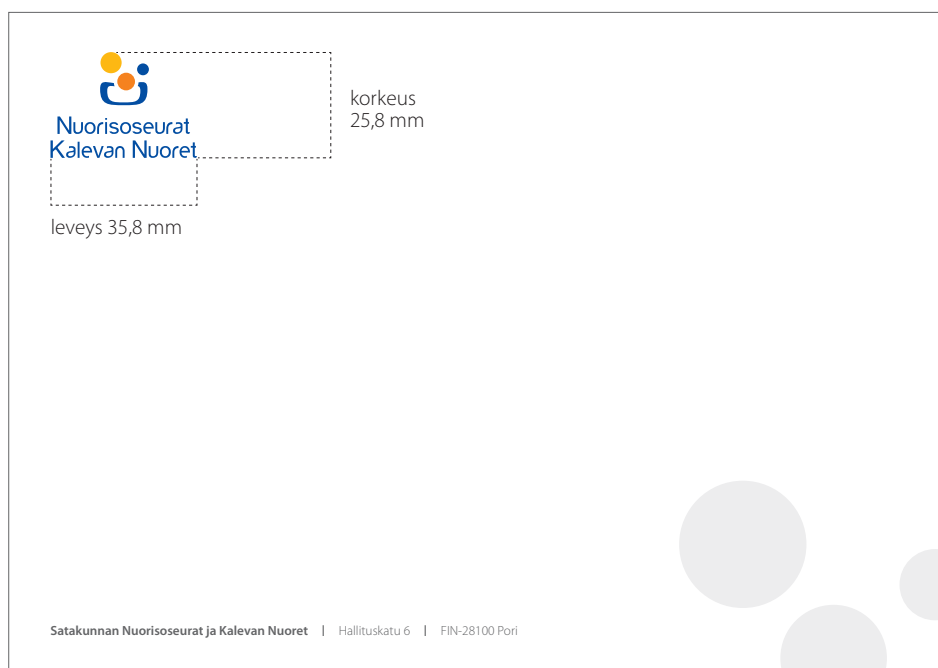 Nuorisoseurat
Kalevan Nuoret
korkeus
25,8 mm
leveys 35,8 mm
Satakunnan Nuorisoseurat ja Kalevan Nuoret | Hallituskatu 6 | FIN-28100 Pori